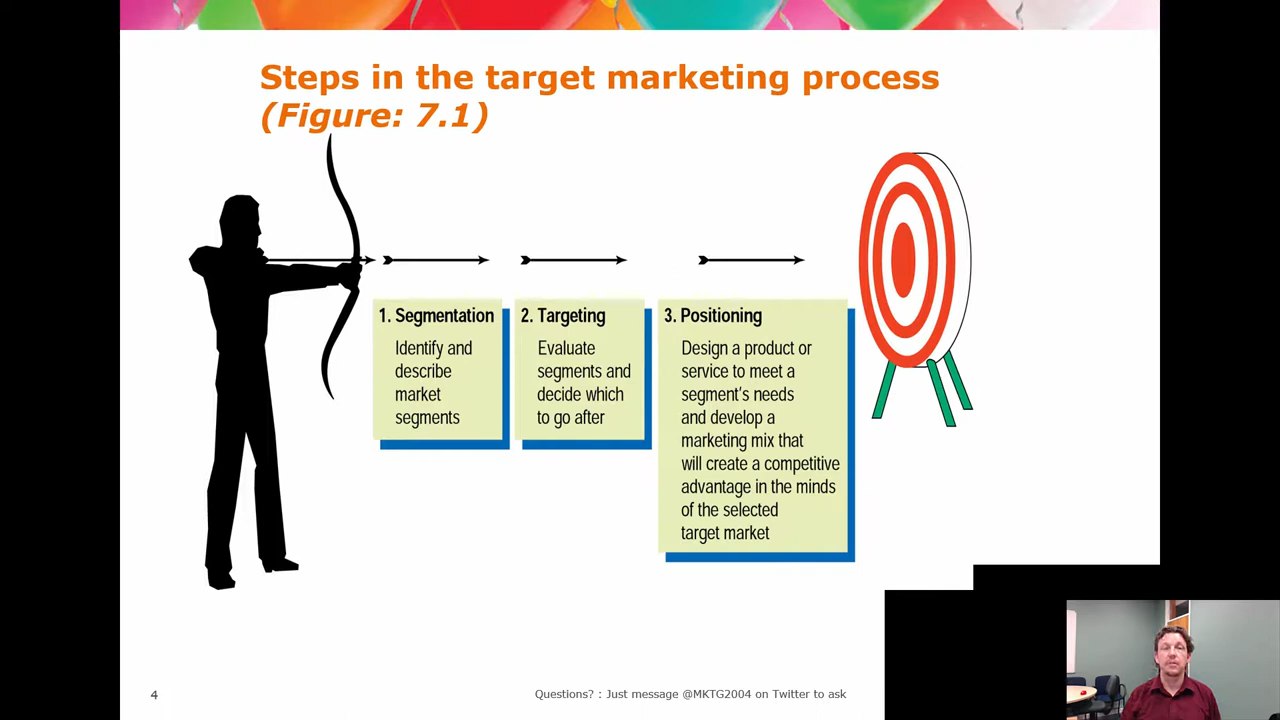 Steps in the target marketing process
(Figure: 7.1)
1. Segmentation
Identify and
describe
market
segments
2. Targeting
Evaluate
segments and
decide which
to go after
3. Positioning
Design a product or
service to meet a
segment's needs
and develop a
marketing mix that
will create a competitive
advantage in the minds
of the selected
target market
4
Questions? : Just message @MKTG2004 on Twitter to ask